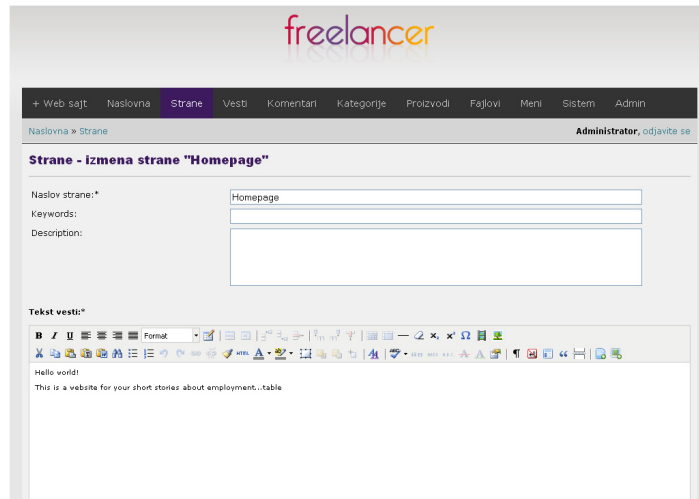 freelancer
+ Web sajt Naslovna Strane Vesti Komentari Kategorije Proizvodi Fajlovi Meni Sistem Admin
Naslovna » Strane Administrator, odjavite se
Strane - izmena strane "Homepage"
Naslov strane:* Homepage
Keywords:
Description:
Tekst vesti:*
B I U Format
HTML
Hello world!
This is a website for your short stories about employment...table